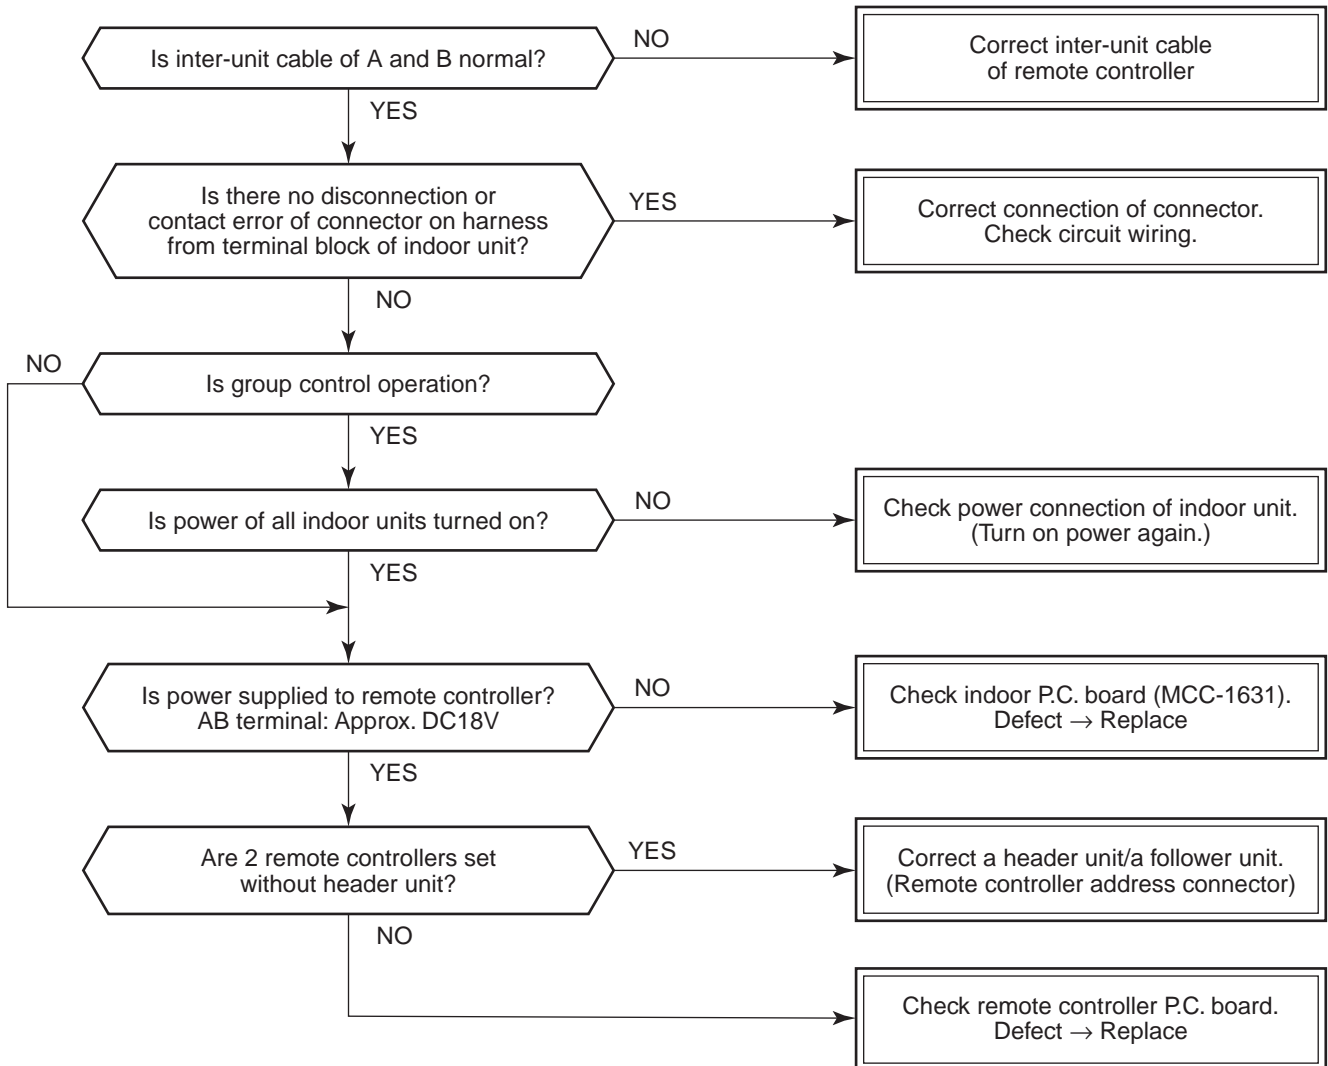 Is inter-unit cable of A and B normal?
NO
Correct inter-unit cable
of remote controller
YES
Is there no disconnection or
contact error of connector on harness
from terminal block of indoor unit?
YES
Correct connection of connector.
Check circuit wiring.
NO
NO
Is group control operation?
YES
Is power of all indoor units turned on?
NO
Check power connection of indoor unit.
(Turn on power again.)
YES
Is power supplied to remote controller?
AB terminal: Approx. DC18V
NO
Check indoor P.C. board (MCC-1631).
Defect → Replace
YES
Are 2 remote controllers set
without header unit?
YES
Correct a header unit/a follower unit.
(Remote controller address connector)
NO
Check remote controller P.C. board.
Defect → Replace